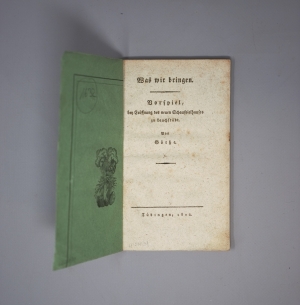 Was wir bringen.
Vorspiel,
bey Eröffnung des neuen Schauspielhauses
zu Lauchstädt.
Von
Göthe.
Tübingen, 1802.